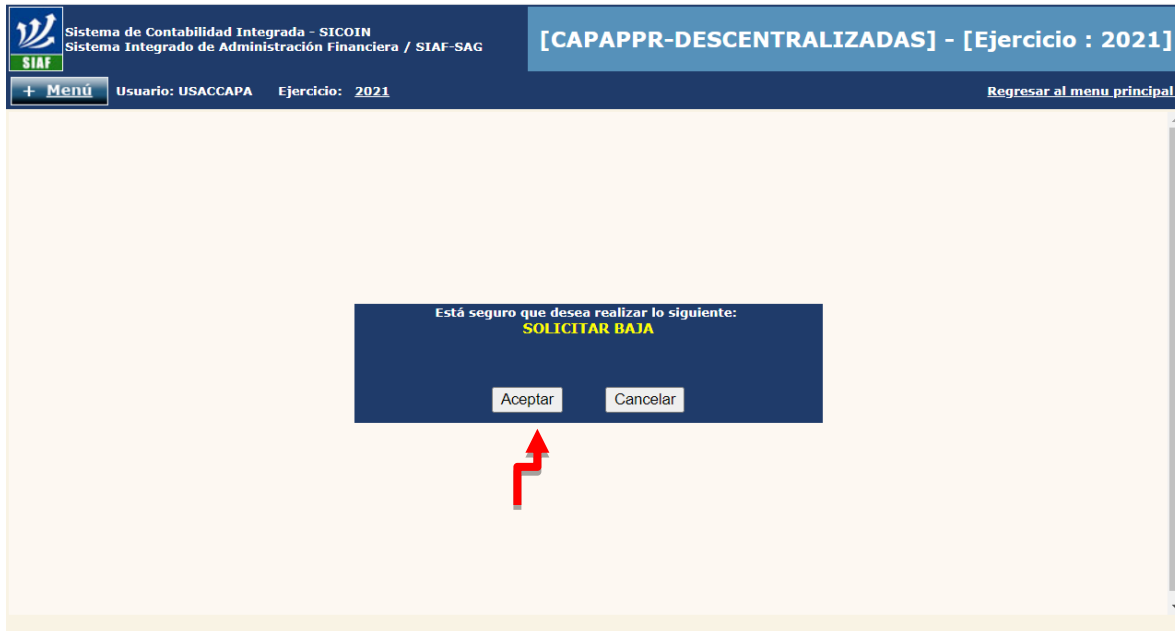 Sistema de Contabilidad Integrada - SICOIN
Sistema Integrado de Administración Financiera / SIAF-SAG
[CAPAPPR-DESCENTRALIZADAS] - [Ejercicio : 2021]
SIAF
+ Menú Usuario: USACCAPA Ejercicio: 2021 Regresar al menu principal
Está seguro que desea realizar lo siguiente:
SOLICITAR BAJA
Aceptar Cancelar